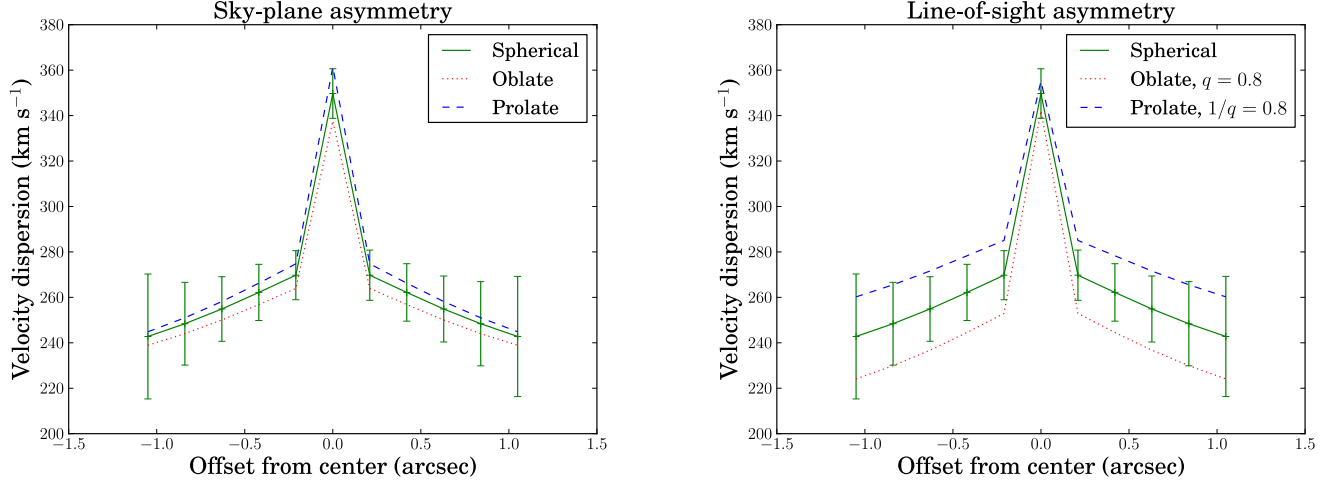 Sky-plane asymmetry
380
360
340
320
300
280
260
240
220
200
−1.5
−1.0
−0.5
0.0
0.5
1.0
1.5
Velocity dispersion (km s⁻¹)
Offset from center (arcsec)
Spherical
Oblate
Prolate
Line-of-sight asymmetry
380
360
340
320
300
280
260
240
220
200
−1.5
−1.0
−0.5
0.0
0.5
1.0
1.5
Velocity dispersion (km s⁻¹)
Offset from center (arcsec)
Spherical
Oblate, q = 0.8
Prolate, 1/q = 0.8